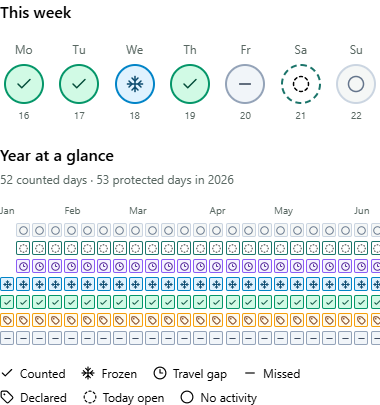 This week
Mo Tu We Th Fr Sa Su
16 17 18 19 20 21 22
Year at a glance
52 counted days · 53 protected days in 2026
Jan Feb Mar Apr May Jun
Counted Frozen Travel gap Missed
Declared Today open No activity